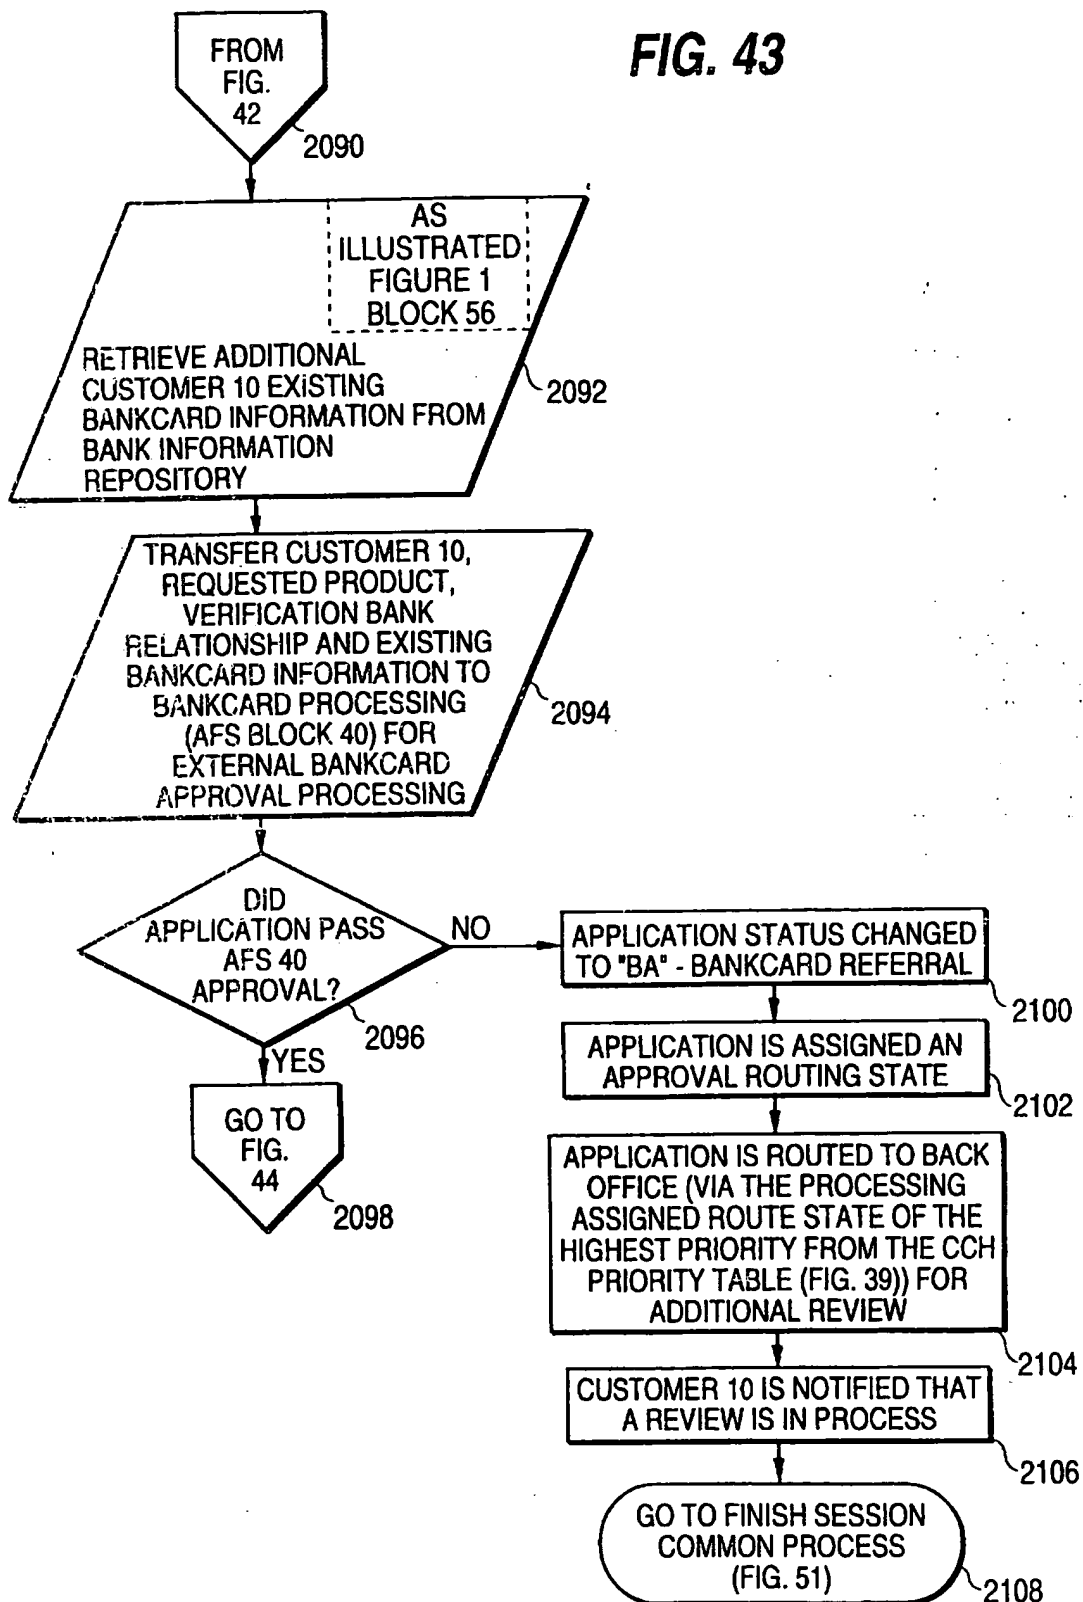 FIG. 43
FROM
FIG.
42
2090
AS
ILLUSTRATED
FIGURE 1
BLOCK 56
RETRIEVE ADDITIONAL
CUSTOMER 10 EXISTING
BANKCARD INFORMATION FROM
BANK INFORMATION
REPOSITORY
2092
TRANSFER CUSTOMER 10,
REQUESTED PRODUCT,
VERIFICATION BANK
RELATIONSHIP AND EXISTING
BANKCARD INFORMATION TO
BANKCARD PROCESSING
(AFS BLOCK 40) FOR
EXTERNAL BANKCARD
APPROVAL PROCESSING
2094
DID
APPLICATION PASS
AFS 40
APPROVAL?
2096
NO
YES
GO TO
FIG.
44
2098
APPLICATION STATUS CHANGED
TO "BA" - BANKCARD REFERRAL
2100
APPLICATION IS ASSIGNED AN
APPROVAL ROUTING STATE
2102
APPLICATION IS ROUTED TO BACK
OFFICE (VIA THE PROCESSING
ASSIGNED ROUTE STATE OF THE
HIGHEST PRIORITY FROM THE CCH
PRIORITY TABLE (FIG. 39)) FOR
ADDITIONAL REVIEW
2104
CUSTOMER 10 IS NOTIFIED THAT
A REVIEW IS IN PROCESS
2106
GO TO FINISH SESSION
COMMON PROCESS
(FIG. 51)
2108